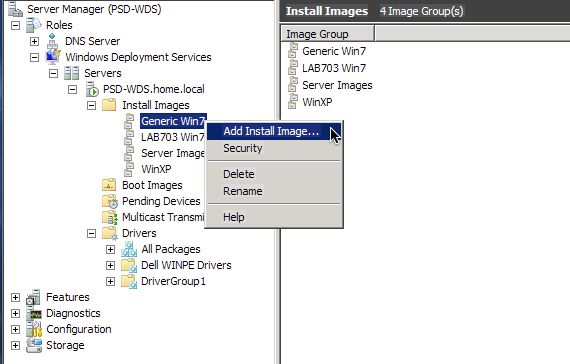 Server Manager (PSD-WDS)
Roles
DNS Server
Windows Deployment Services
Servers
PSD-WDS.home.local
Install Images
Generic Win7
LAB703 Win7
Server Image
WinXP
Boot Images
Pending Devices
Multicast Transmi
Drivers
All Packages
Dell WINPE Drivers
DriverGroup1
Features
Diagnostics
Configuration
Storage
Add Install Image...
Security
Delete
Rename
Help
Install Images 4 Image Group(s)
Image Group
Generic Win7
LAB703 Win7
Server Images
WinXP